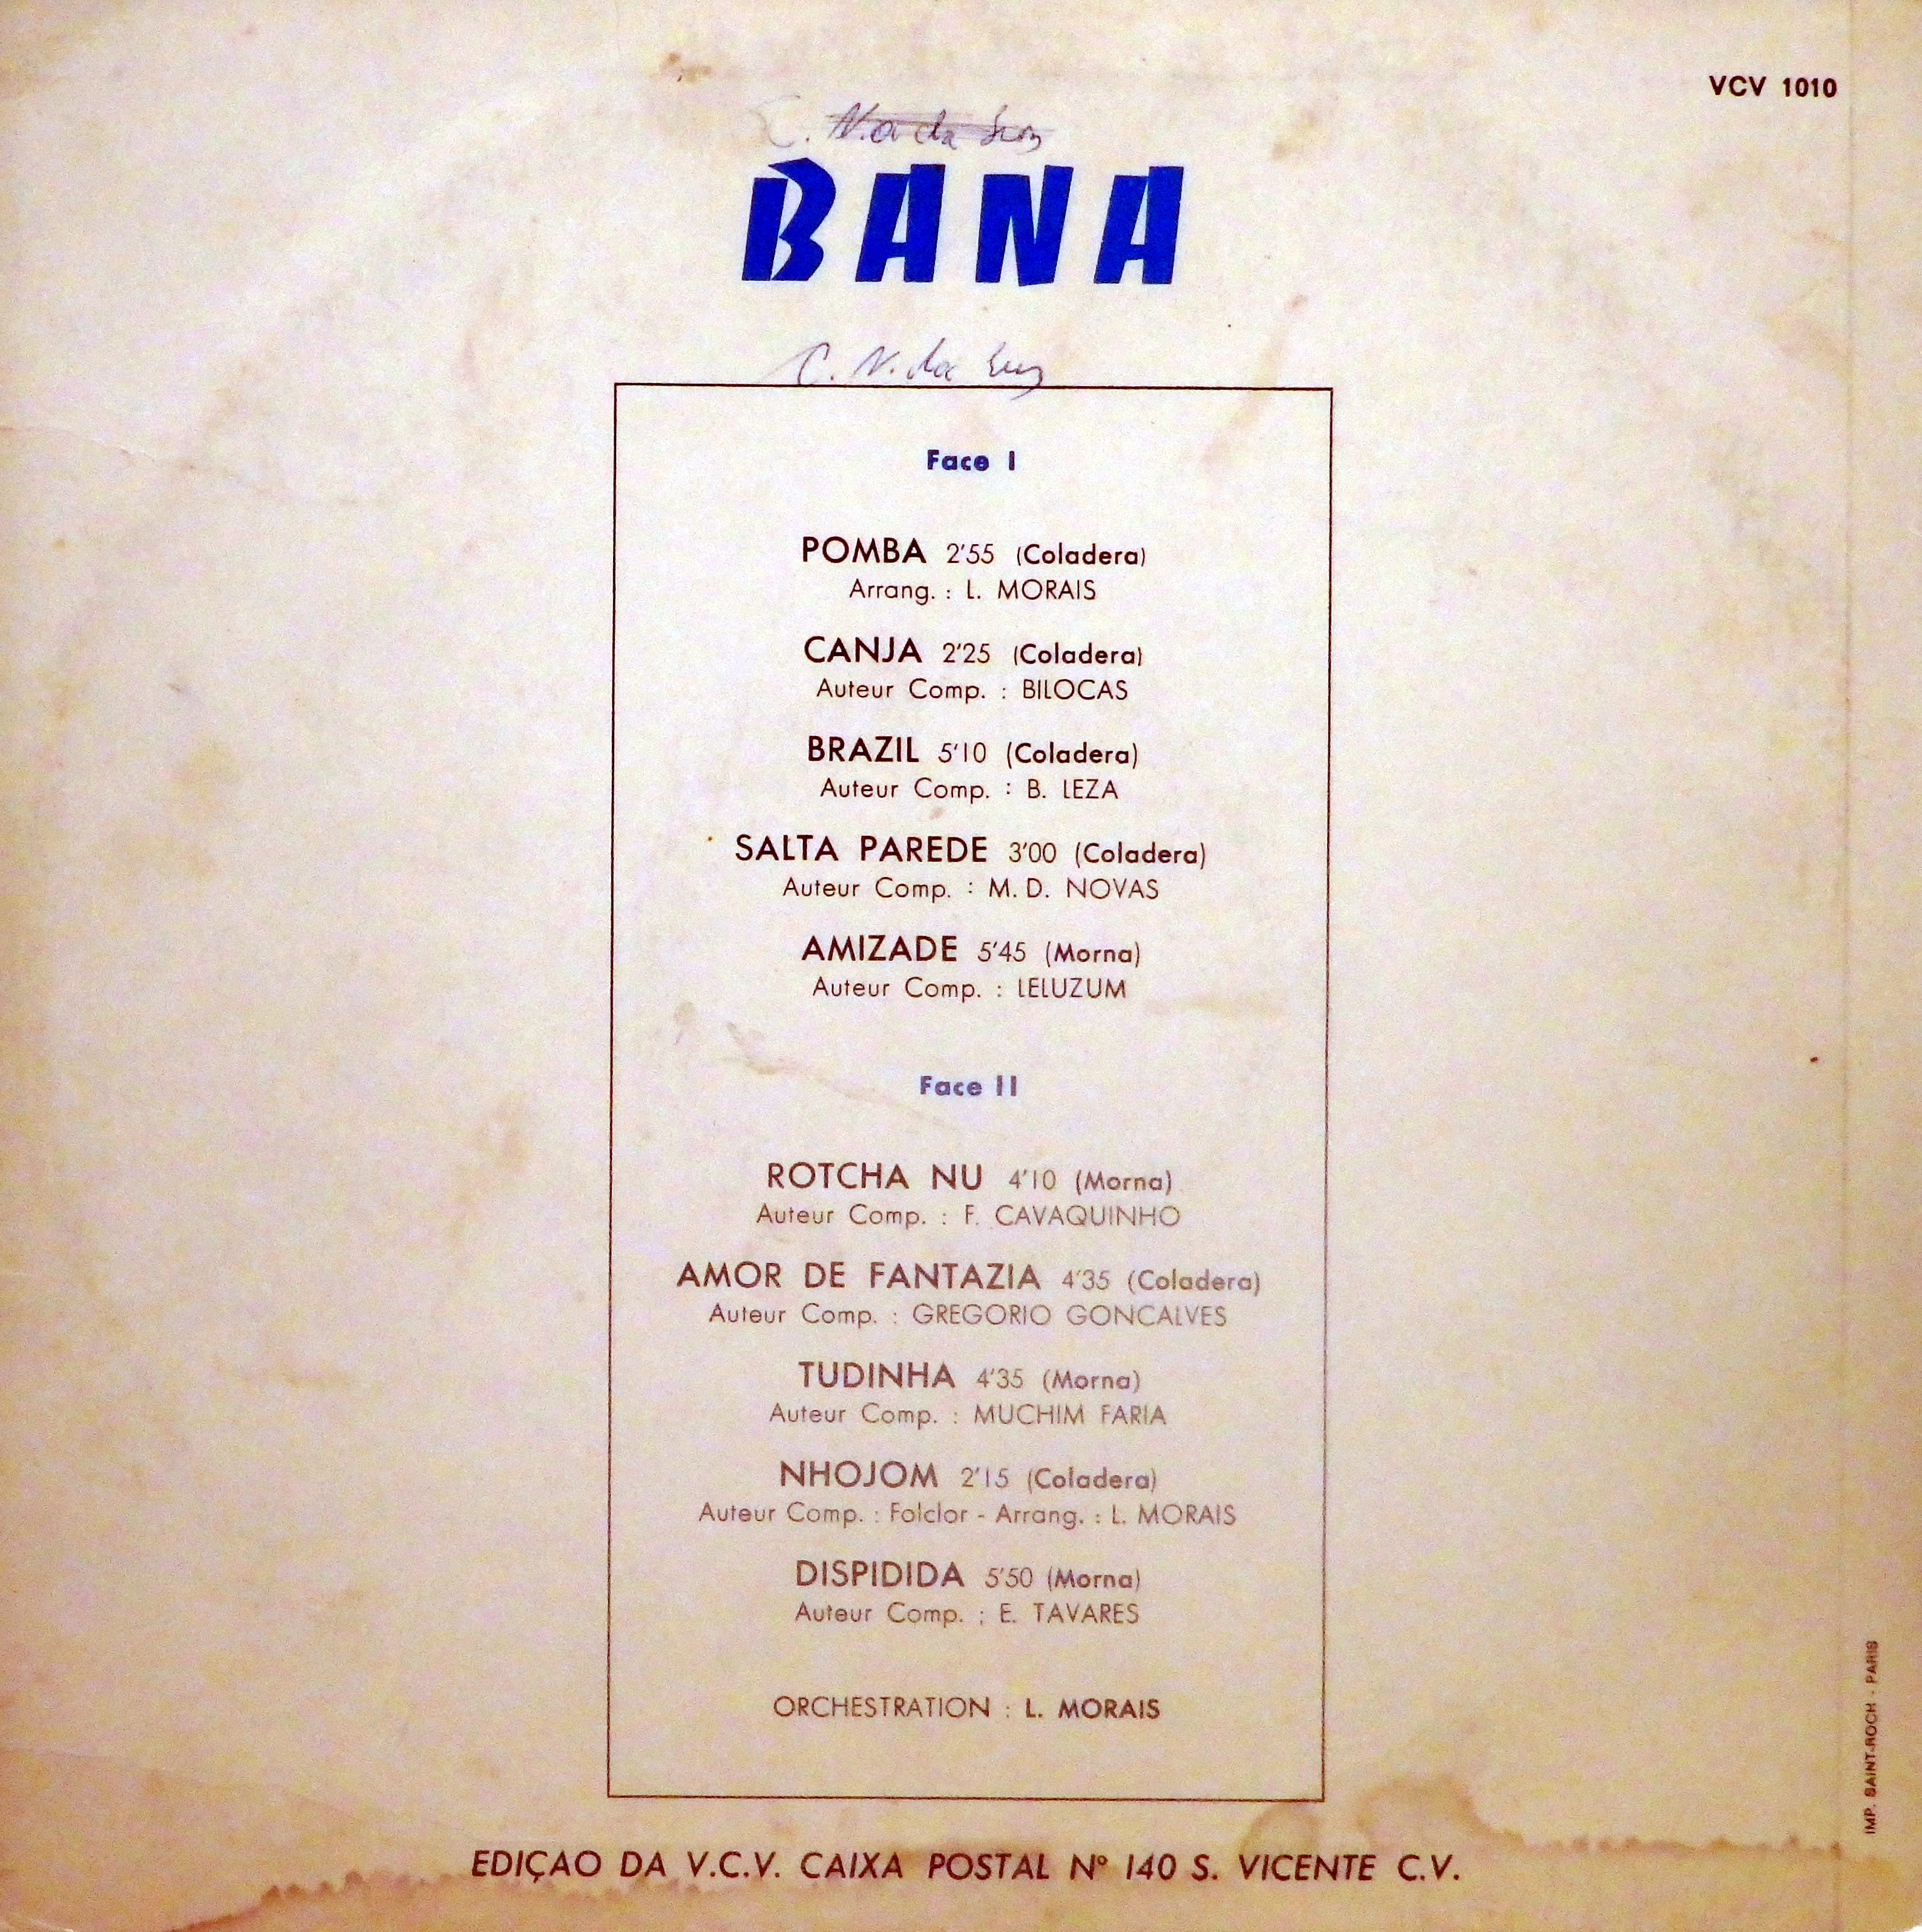 VCV 1010
BANA
C. N. da Luz
Face I
POMBA 2'55 (Coladera)
Arrang. : L. MORAIS
CANJA 2'25 (Coladera)
Auteur Comp. : BILOCAS
BRAZIL 5'10 (Coladera)
Auteur Comp. : B. LEZA
SALTA PAREDE 3'00 (Coladera)
Auteur Comp. : M. D. NOVAS
AMIZADE 5'45 (Morna)
Auteur Comp. : LELUZUM
Face II
ROTCHA NU 4'10 (Morna)
Auteur Comp. : F. CAVAQUINHO
AMOR DE FANTAZIA 4'35 (Coladera)
Auteur Comp. : GREGORIO GONCALVES
TUDINHA 4'35 (Morna)
Auteur Comp. : MUCHIM FARIA
NHOJOM 2'15 (Coladera)
Auteur Comp. : Folclor - Arrang. : L. MORAIS
DISPIDIDA 5'50 (Morna)
Auteur Comp. : E. TAVARES
ORCHESTRATION : L. MORAIS
EDIÇAO DA V.C.V. CAIXA POSTAL Nº 140 S. VICENTE C.V.
IMP. SAINT-ROCH - PARIS